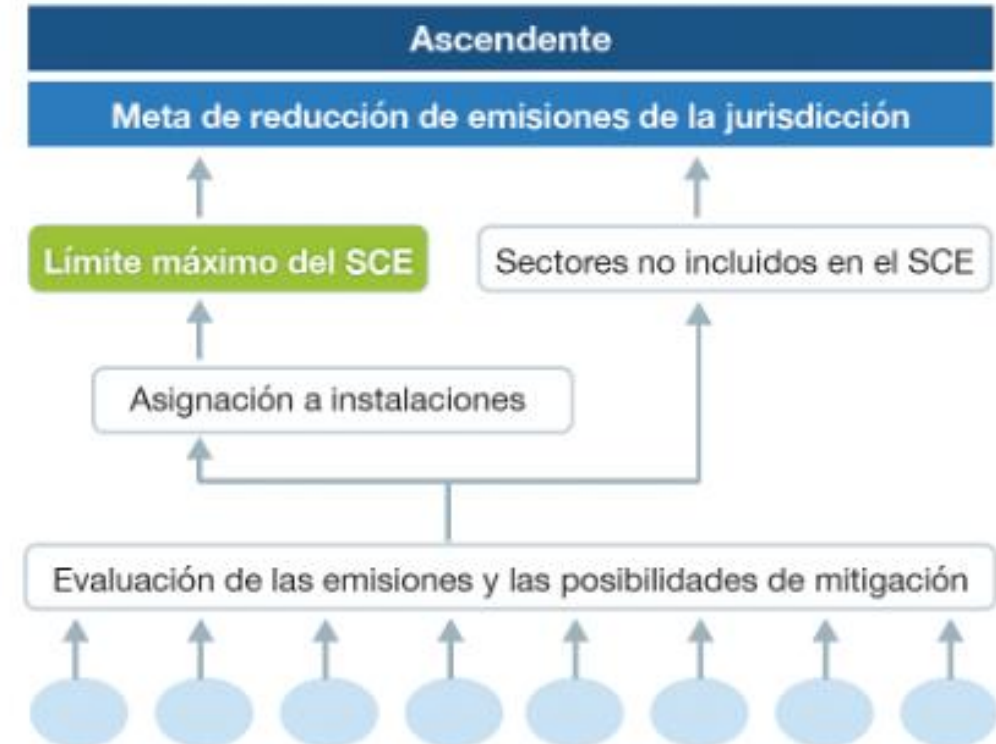 Ascendente
Meta de reducción de emisiones de la jurisdicción
Límite máximo del SCE
Sectores no incluidos en el SCE
Asignación a instalaciones
Evaluación de las emisiones y las posibilidades de mitigación